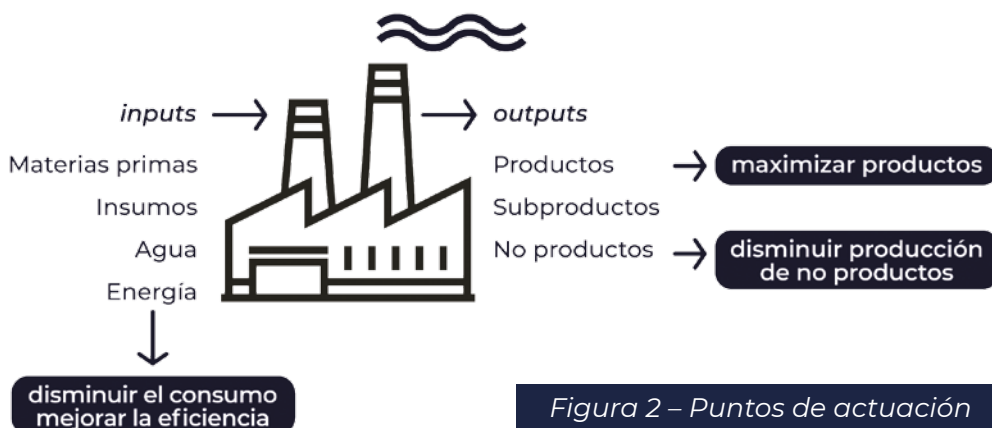 inputs
outputs
Materias primas
Productos
maximizar productos
Insumos
Subproductos
Agua
No productos
disminuir producción
de no productos
Energía
disminuir el consumo
mejorar la eficiencia
Figura 2 – Puntos de actuación